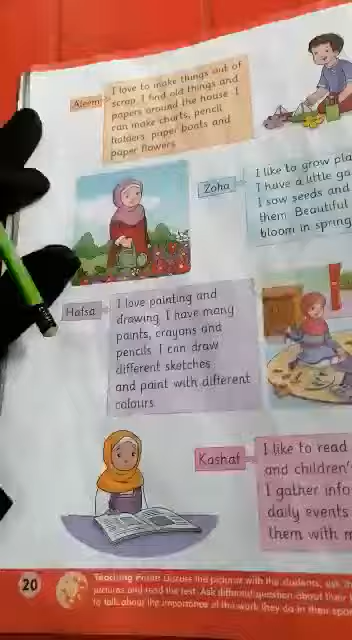 Aleem
I love to make things out of
scrap. I find old things and
papers around the house. I
can make charts, pencil
holders, paper boats and
paper flowers.
Zoha
I like to grow pla
I have a little ga
I sow seeds and
them. Beautiful
bloom in spring
Hafsa
I love painting and
drawing. I have many
paints, crayons and
pencils. I can draw
different sketches
and paint with different
colours.
Kashaf
I like to read
and children'
I gather info
daily events
them with m
20
Teaching Point: Discuss the pictures with the students, ask th
pictures and read the text. Ask different question about their
to talk about the importance of the work they do in their spar